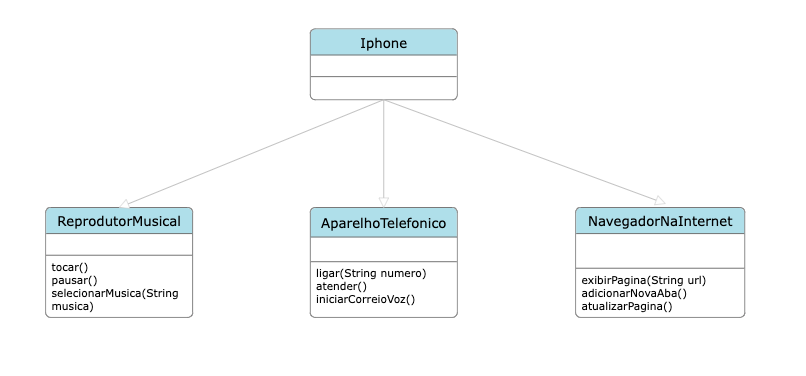 Iphone
ReprodutorMusical
tocar()
pausar()
selecionarMusica(String
musica)
AparelhoTelefonico
ligar(String numero)
atender()
iniciarCorreioVoz()
NavegadorNaInternet
exibirPagina(String url)
adicionarNovaAba()
atualizarPagina()